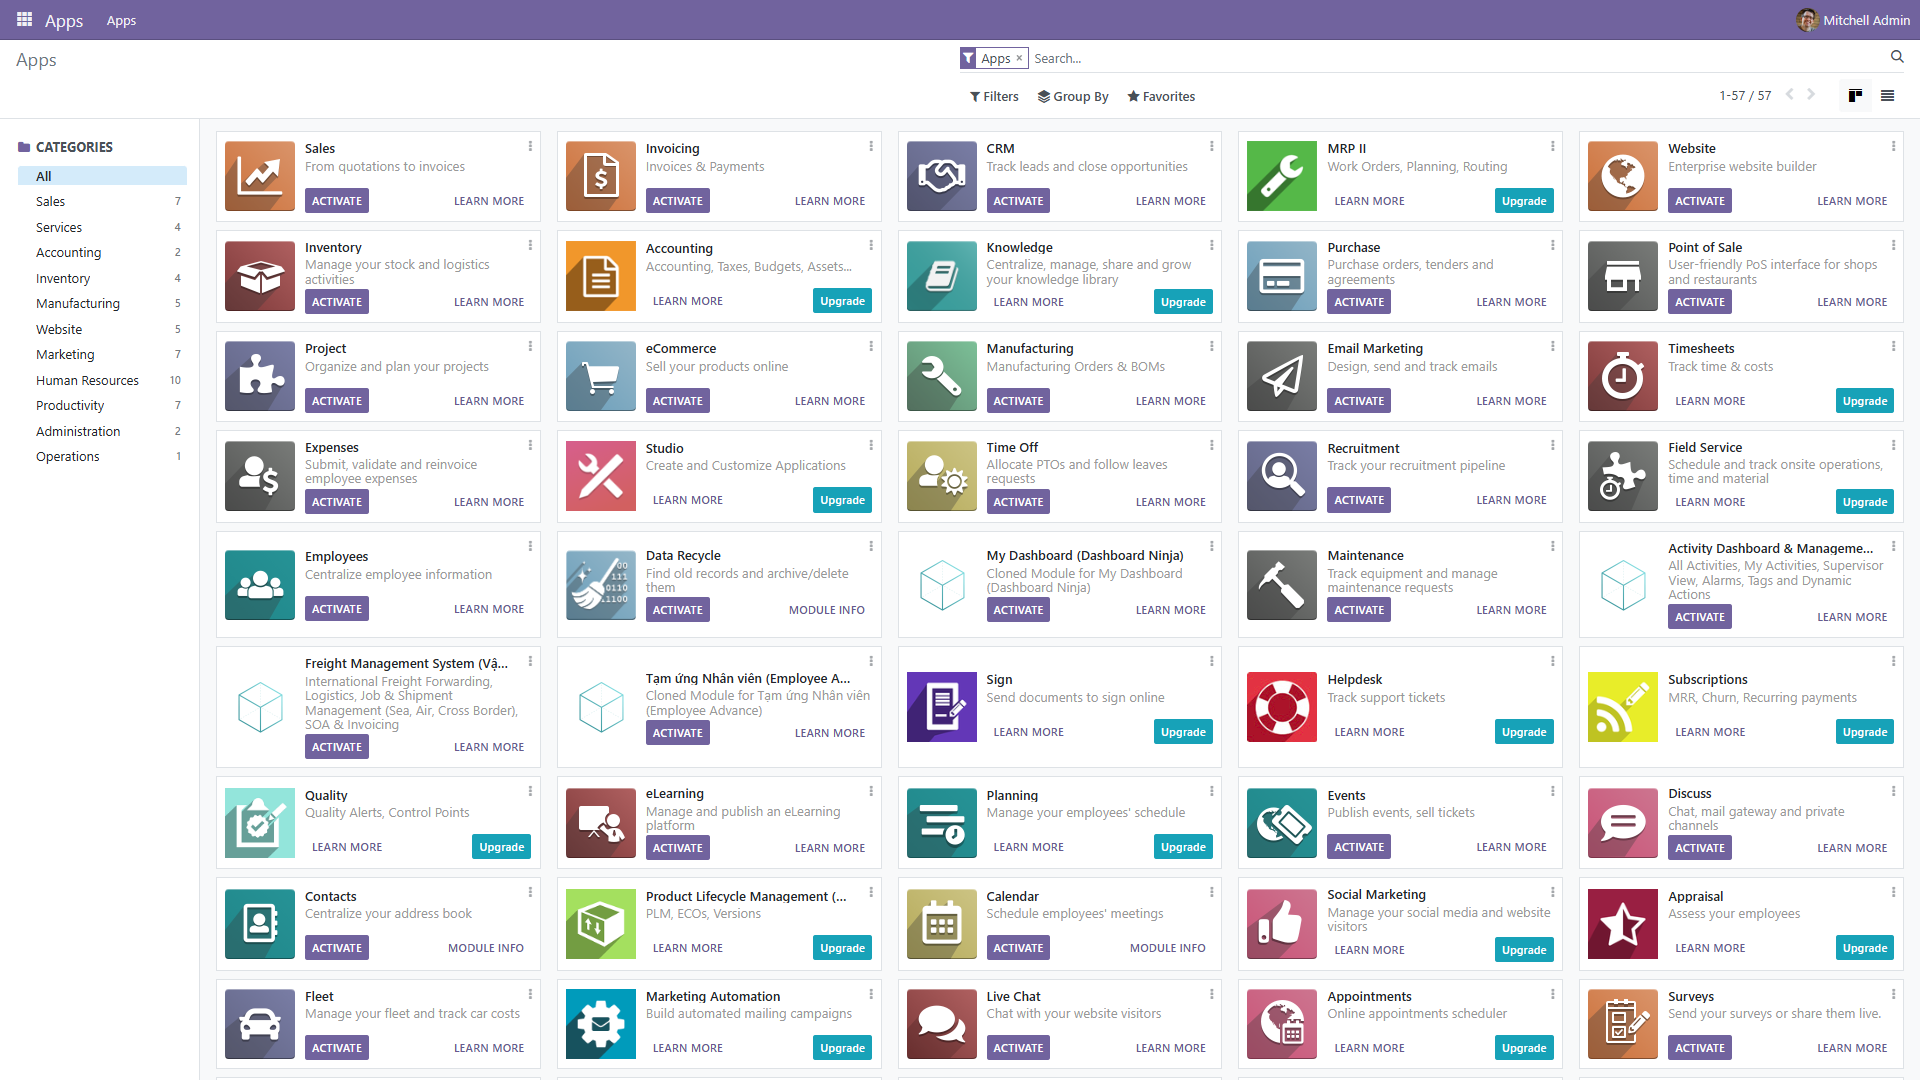 Apps
Apps
Mitchell Admin
Apps
Apps ×
Search...
Filters
Group By
Favorites
1-57 / 57
CATEGORIES
All
Sales 7
Services 4
Accounting 2
Inventory 4
Manufacturing 5
Website 5
Marketing 7
Human Resources 10
Productivity 7
Administration 2
Operations 1
Sales
From quotations to invoices
ACTIVATE LEARN MORE
Invoicing
Invoices & Payments
ACTIVATE LEARN MORE
CRM
Track leads and close opportunities
ACTIVATE LEARN MORE
MRP II
Work Orders, Planning, Routing
LEARN MORE Upgrade
Website
Enterprise website builder
ACTIVATE LEARN MORE
Inventory
Manage your stock and logistics
activities
ACTIVATE LEARN MORE
Accounting
Accounting, Taxes, Budgets, Assets...
LEARN MORE Upgrade
Knowledge
Centralize, manage, share and grow
your knowledge library
LEARN MORE Upgrade
Purchase
Purchase orders, tenders and
agreements
ACTIVATE LEARN MORE
Point of Sale
User-friendly PoS interface for shops
and restaurants
ACTIVATE LEARN MORE
Project
Organize and plan your projects
ACTIVATE LEARN MORE
eCommerce
Sell your products online
ACTIVATE LEARN MORE
Manufacturing
Manufacturing Orders & BOMs
ACTIVATE LEARN MORE
Email Marketing
Design, send and track emails
ACTIVATE LEARN MORE
Timesheets
Track time & costs
LEARN MORE Upgrade
Expenses
Submit, validate and reinvoice
employee expenses
ACTIVATE LEARN MORE
Studio
Create and Customize Applications
LEARN MORE Upgrade
Time Off
Allocate PTOs and follow leaves
requests
ACTIVATE LEARN MORE
Recruitment
Track your recruitment pipeline
ACTIVATE LEARN MORE
Field Service
Schedule and track onsite operations,
time and material
LEARN MORE Upgrade
Employees
Centralize employee information
ACTIVATE LEARN MORE
Data Recycle
Find old records and archive/delete
them
ACTIVATE MODULE INFO
My Dashboard (Dashboard Ninja)
Cloned Module for My Dashboard
(Dashboard Ninja)
ACTIVATE LEARN MORE
Maintenance
Track equipment and manage
maintenance requests
ACTIVATE LEARN MORE
Activity Dashboard & Manageme...
All Activities, My Activities, Supervisor
View, Alarms, Tags and Dynamic
Actions
ACTIVATE LEARN MORE
Freight Management System (Vậ...
International Freight Forwarding,
Logistics, Job & Shipment
Management (Sea, Air, Cross Border),
SOA & Invoicing
ACTIVATE LEARN MORE
Tạm ứng Nhân viên (Employee A...
Cloned Module for Tạm ứng Nhân viên
(Employee Advance)
ACTIVATE LEARN MORE
Sign
Send documents to sign online
LEARN MORE Upgrade
Helpdesk
Track support tickets
LEARN MORE Upgrade
Subscriptions
MRR, Churn, Recurring payments
LEARN MORE Upgrade
Quality
Quality Alerts, Control Points
LEARN MORE Upgrade
eLearning
Manage and publish an eLearning
platform
ACTIVATE LEARN MORE
Planning
Manage your employees' schedule
LEARN MORE Upgrade
Events
Publish events, sell tickets
ACTIVATE LEARN MORE
Discuss
Chat, mail gateway and private
channels
ACTIVATE LEARN MORE
Contacts
Centralize your address book
ACTIVATE MODULE INFO
Product Lifecycle Management (...
PLM, ECOs, Versions
LEARN MORE Upgrade
Calendar
Schedule employees' meetings
ACTIVATE MODULE INFO
Social Marketing
Manage your social media and website
visitors
LEARN MORE Upgrade
Appraisal
Assess your employees
LEARN MORE Upgrade
Fleet
Manage your fleet and track car costs
ACTIVATE LEARN MORE
Marketing Automation
Build automated mailing campaigns
LEARN MORE Upgrade
Live Chat
Chat with your website visitors
ACTIVATE LEARN MORE
Appointments
Online appointments scheduler
LEARN MORE Upgrade
Surveys
Send your surveys or share them live.
ACTIVATE LEARN MORE